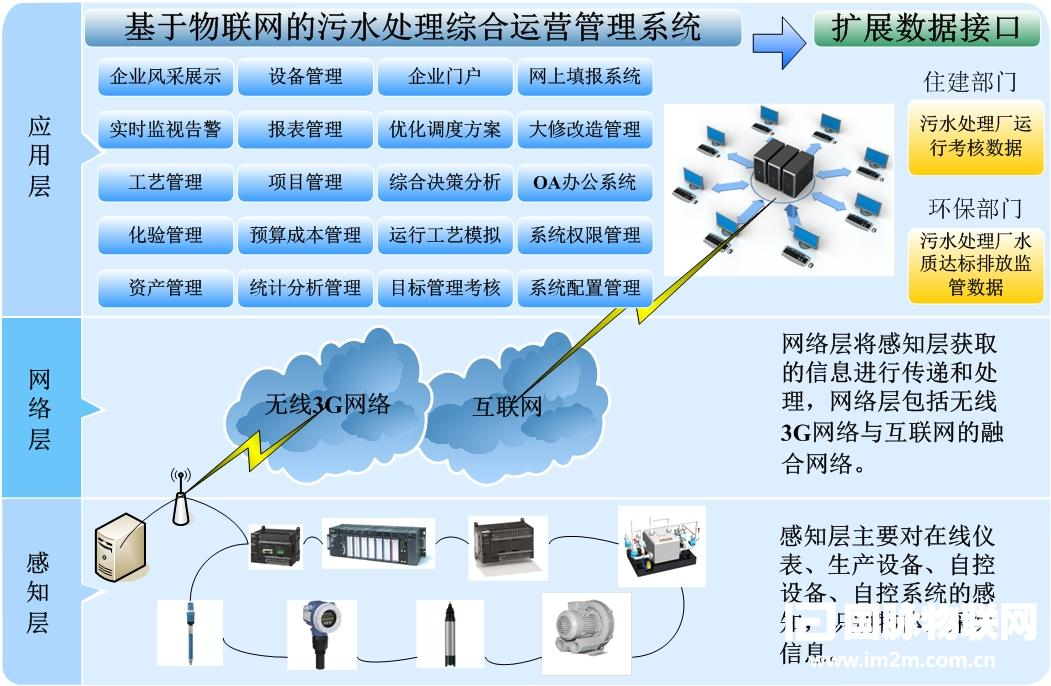 基于物联网的污水处理综合运营管理系统
扩展数据接口
应用层
企业风采展示
设备管理
企业门户
网上填报系统
实时监视告警
报表管理
优化调度方案
大修改造管理
工艺管理
项目管理
综合决策分析
OA办公系统
化验管理
预算成本管理
运行工艺模拟
系统权限管理
资产管理
统计分析管理
目标管理考核
系统配置管理
住建部门
污水处理厂运
行考核数据
环保部门
污水处理厂水
质达标排放监
管数据
网络层
无线3G网络
互联网
网络层将感知层获取
的信息进行传递和处
理，网络层包括无线
3G网络与互联网的融
合网络。
感知层
感知层主要对在线仪
表、生产设备、自控
设备、自控系统的感
知，
信息。
国脉物联网
www.im2m.com.cn